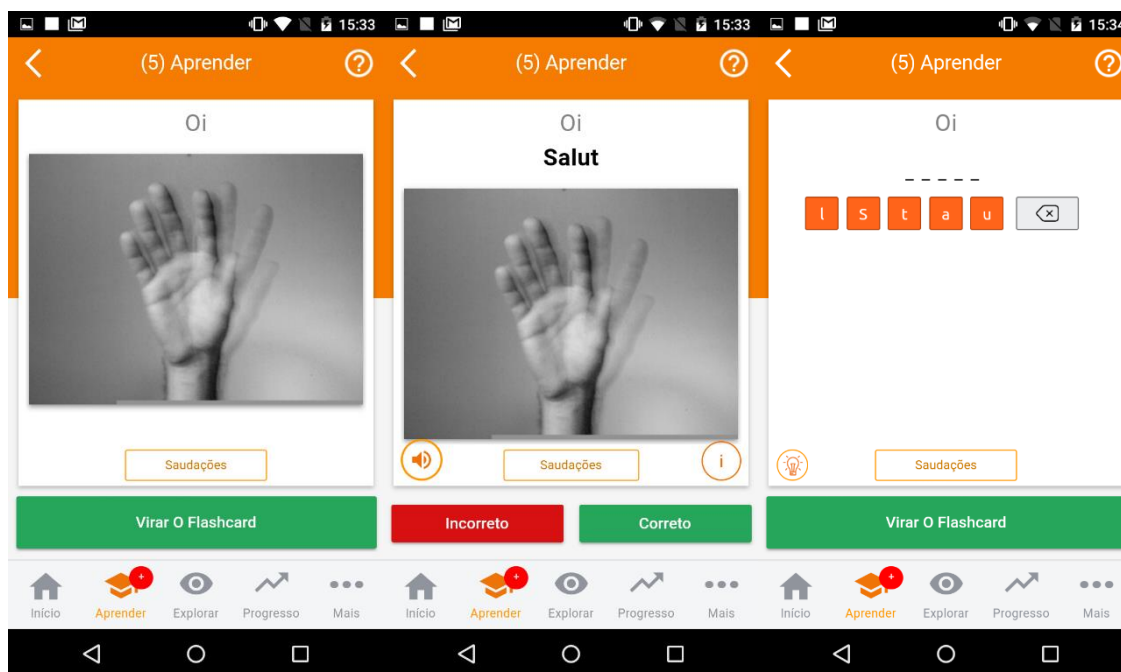 15:33
(5) Aprender
Oi
Saudações
Virar O Flashcard
Início Aprender Explorar Progresso Mais
15:33
(5) Aprender
Oi
Salut
i
Saudações
Incorreto Correto
Início Aprender Explorar Progresso Mais
15:34
(5) Aprender
Oi
_ _ _ _ _
l S t a u
Saudações
Virar O Flashcard
Início Aprender Explorar Progresso Mais